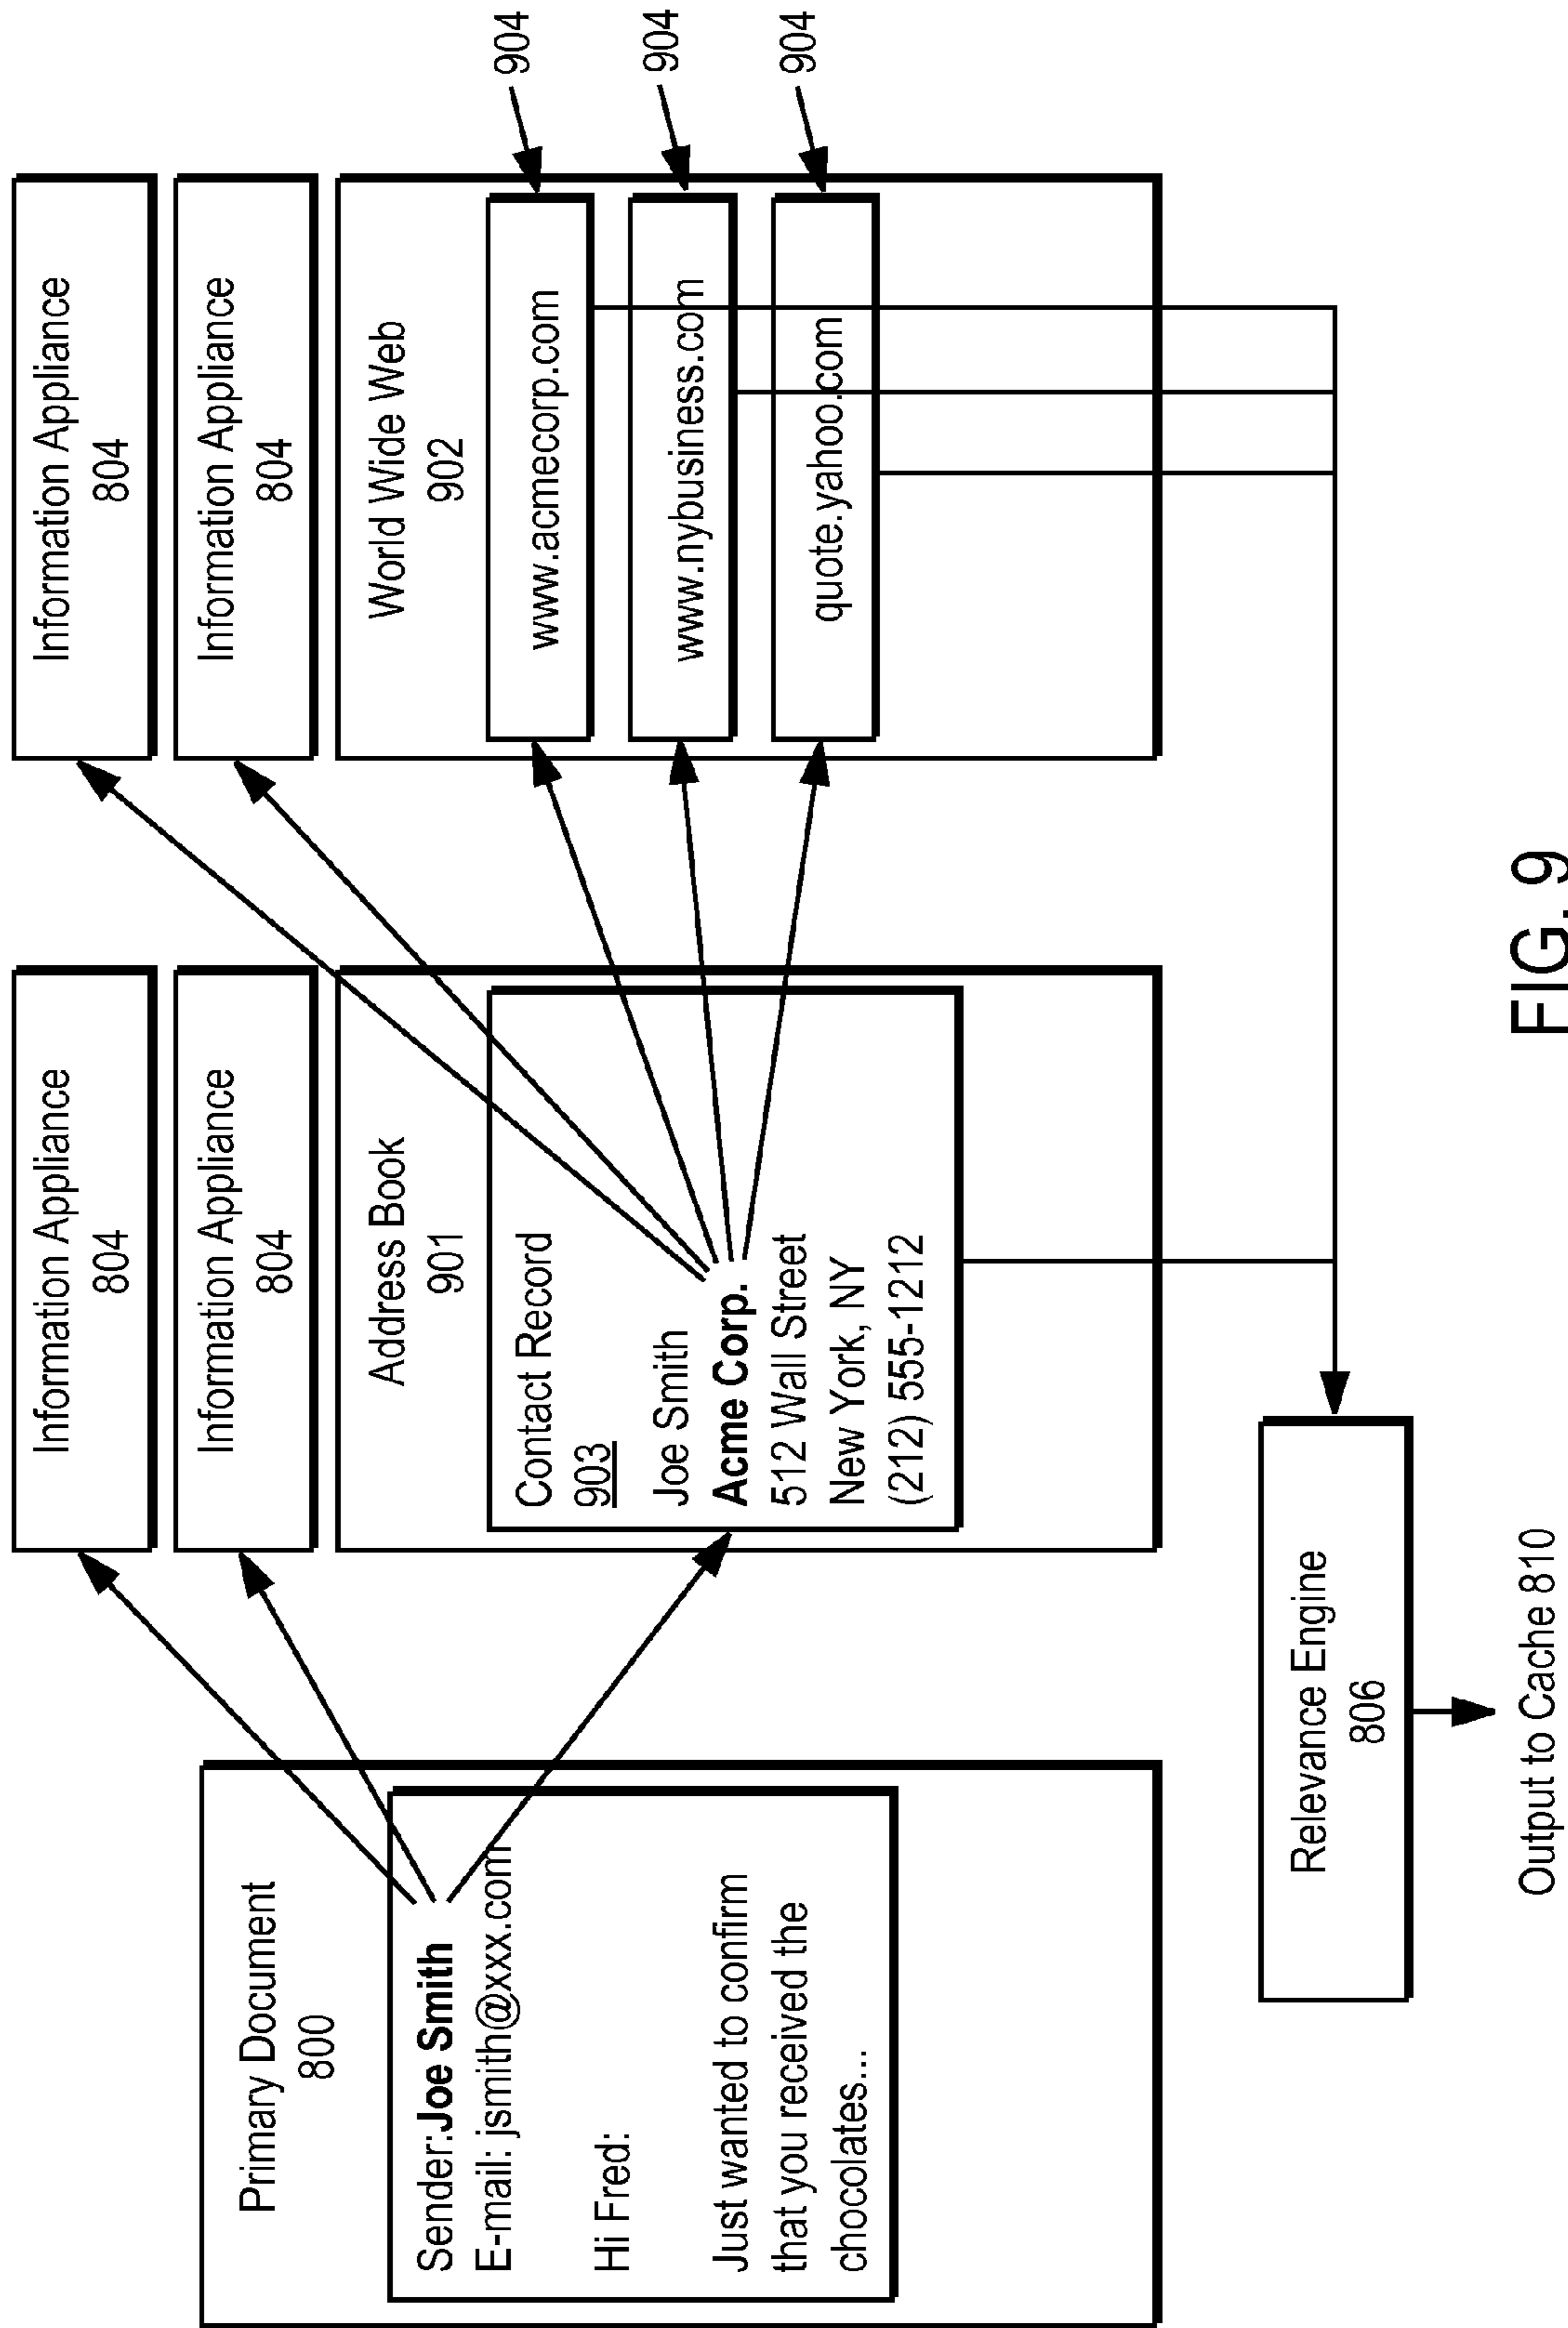 Primary Document
800
Sender:Joe Smith
E-mail: jsmith@xxx.com
Hi Fred:
Just wanted to confirm
that you received the
chocolates...
Information Appliance
804
Information Appliance
804
Address Book
901
Contact Record
903
Joe Smith
Acme Corp.
512 Wall Street
New York, NY
(212) 555-1212
Information Appliance
804
Information Appliance
804
World Wide Web
902
www.acmecorp.com
904
www.nybusiness.com
904
quote.yahoo.com
904
Relevance Engine
806
Output to Cache 810
FIG. 9